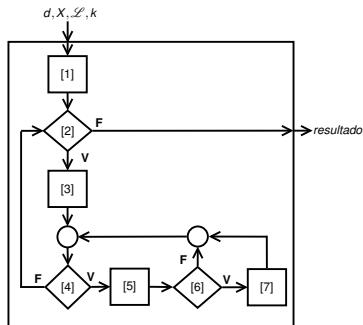 d, X, ℒ, k
[1]
[2]
F
resultado
V
[3]
F
F
[4]
V
[5]
[6]
V
[7]